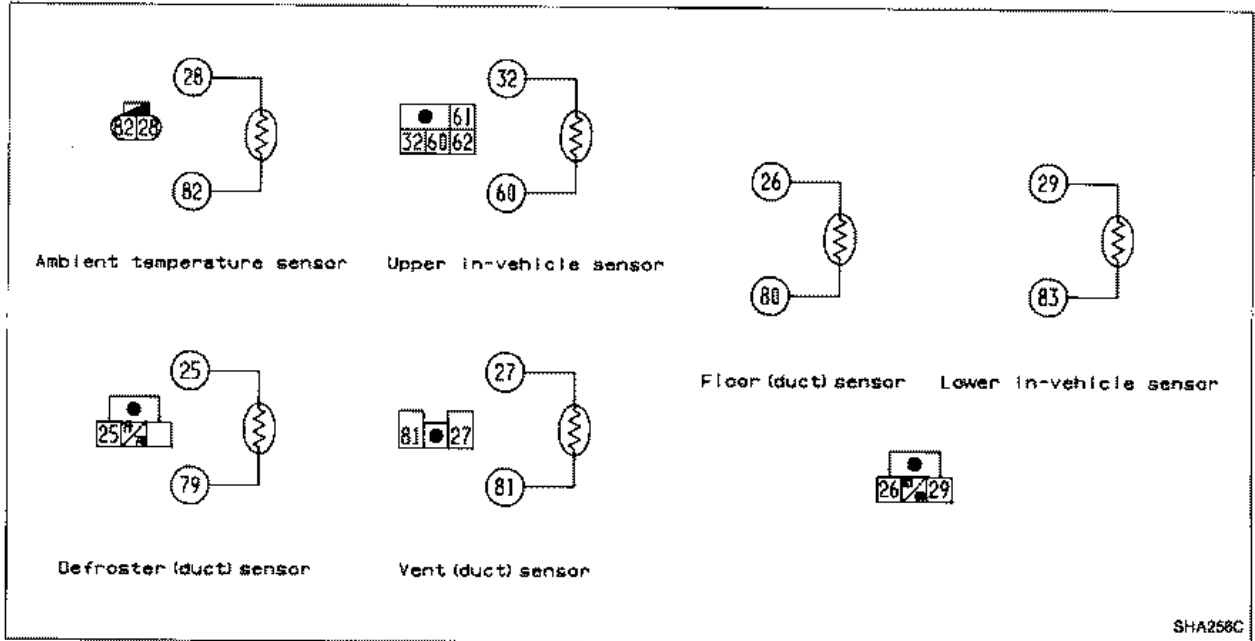 28
82 28
82
Ambient temperature sensor
32
61
32 60 62
60
Upper in-vehicle sensor
26
80
Floor (duct) sensor
29
83
Lower in-vehicle sensor
25
25
79
Defroster (duct) sensor
27
81 27
81
Vent (duct) sensor
26 29
SHA256C